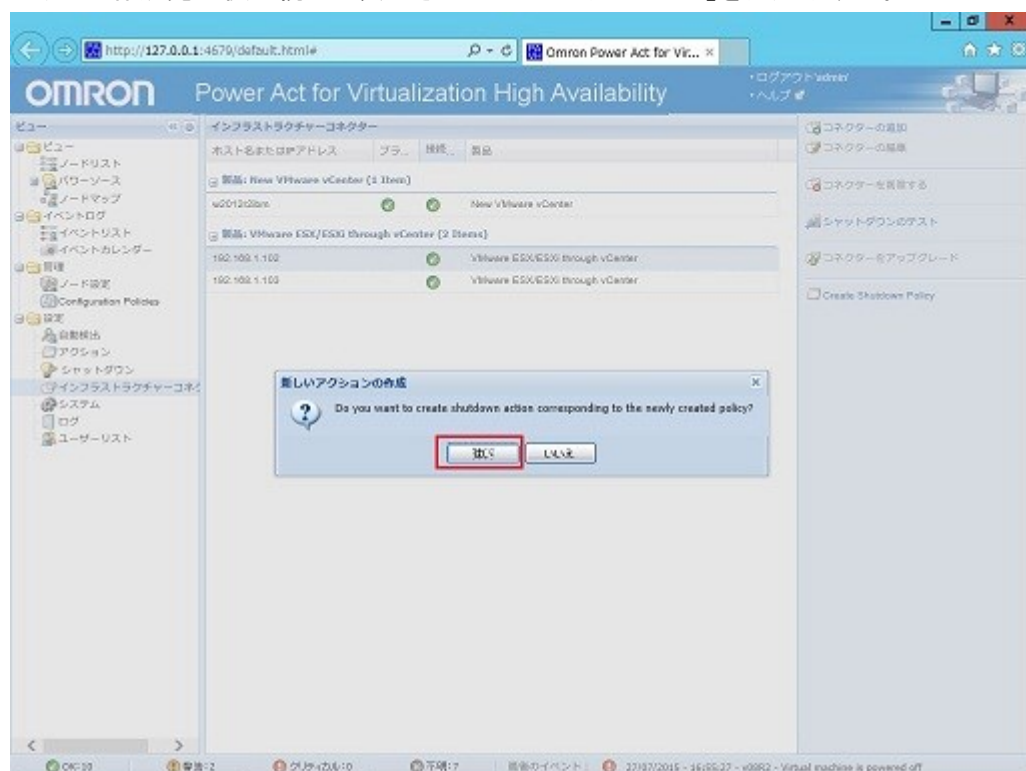 http://127.0.0.1:4679/default.html#
Omron Power Act for Vir... ×
OMRON
Power Act for Virtualization High Availability
・ログアウト'admin'
・ヘルプ
ビュー
ビュー
ノードリスト
パワーソース
ノードマップ
イベントログ
イベントリスト
イベントカレンダー
管理
ノード設定
Configuration Policies
設定
自動検出
アクション
シャットダウン
インフラストラクチャーコネク
システム
ログ
ユーザーリスト
インフラストラクチャーコネクター
ホスト名またはIPアドレス
プラ...
接続...
製品
製品: New VMware vCenter (1 Item)
New VMware vCenter
製品: VMware ESX/ESXi through vCenter (2 Items)
192.168.1.102
VMware ESX/ESXi through vCenter
192.168.1.103
VMware ESX/ESXi through vCenter
コネクターの追加
コネクターの編集
コネクターを削除する
シャットダウンのテスト
コネクターをアップグレード
Create Shutdown Policy
新しいアクションの作成
Do you want to create shutdown action corresponding to the newly created policy?
はい
いいえ
OK:10
警告:2
クリティカル:0
不明:7
最後のイベント
27/07/2015 - 16:55:27 - v09R2 - Virtual machine is powered off